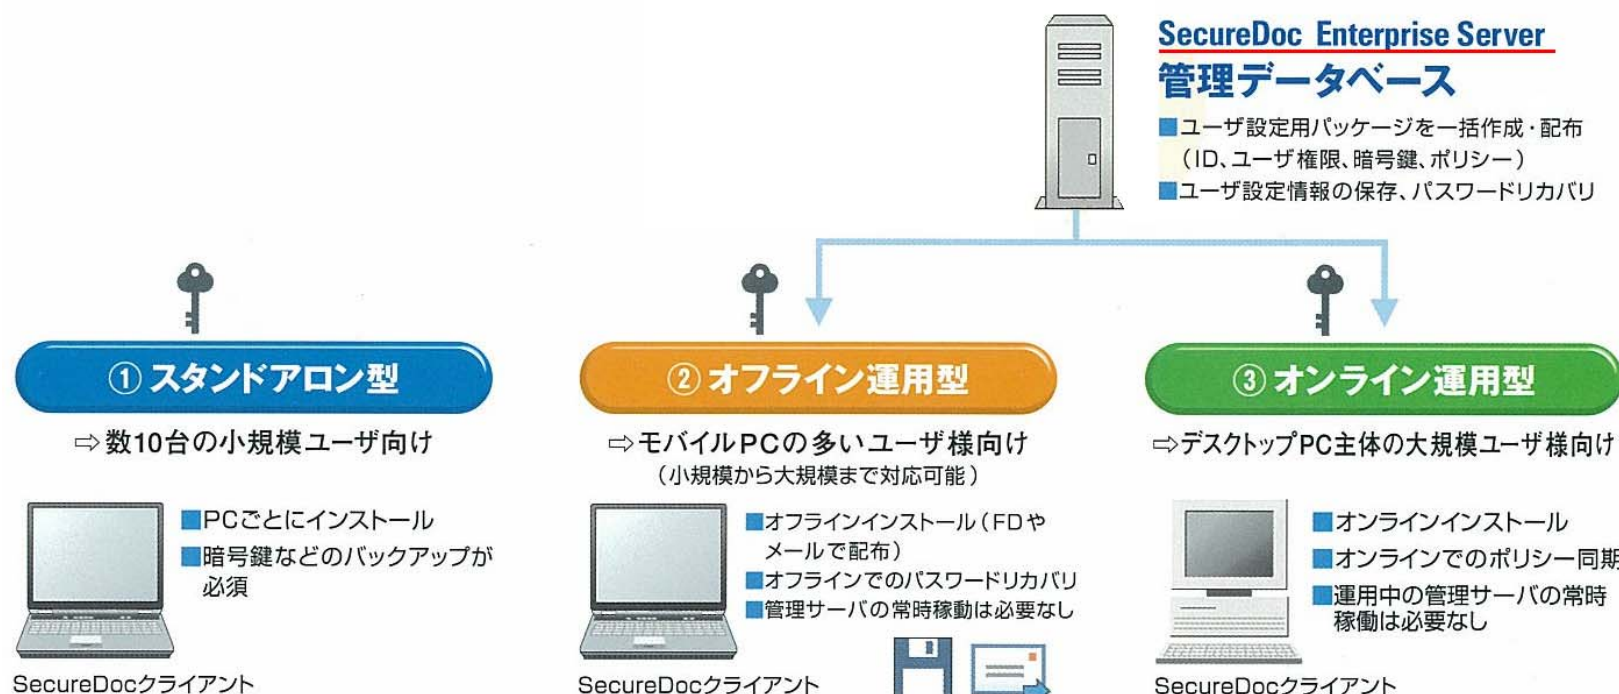 SecureDoc Enterprise Server
管理データベース
■ユーザ設定用パッケージを一括作成・配布
（ID、ユーザ権限、暗号鍵、ポリシー）
■ユーザ設定情報の保存、パスワードリカバリ
①スタンドアロン型
⇨数10台の小規模ユーザ向け
■PCごとにインストール
■暗号鍵などのバックアップが
必須
SecureDocクライアント
②オフライン運用型
⇨モバイルPCの多いユーザ様向け
（小規模から大規模まで対応可能）
■オフラインインストール（FDや
メールで配布）
■オフラインでのパスワードリカバリ
■管理サーバの常時稼動は必要なし
SecureDocクライアント
③オンライン運用型
⇨デスクトップPC主体の大規模ユーザ様向け
■オンラインインストール
■オンラインでのポリシー同期
■運用中の管理サーバの常時
稼働は必要なし
SecureDocクライアント